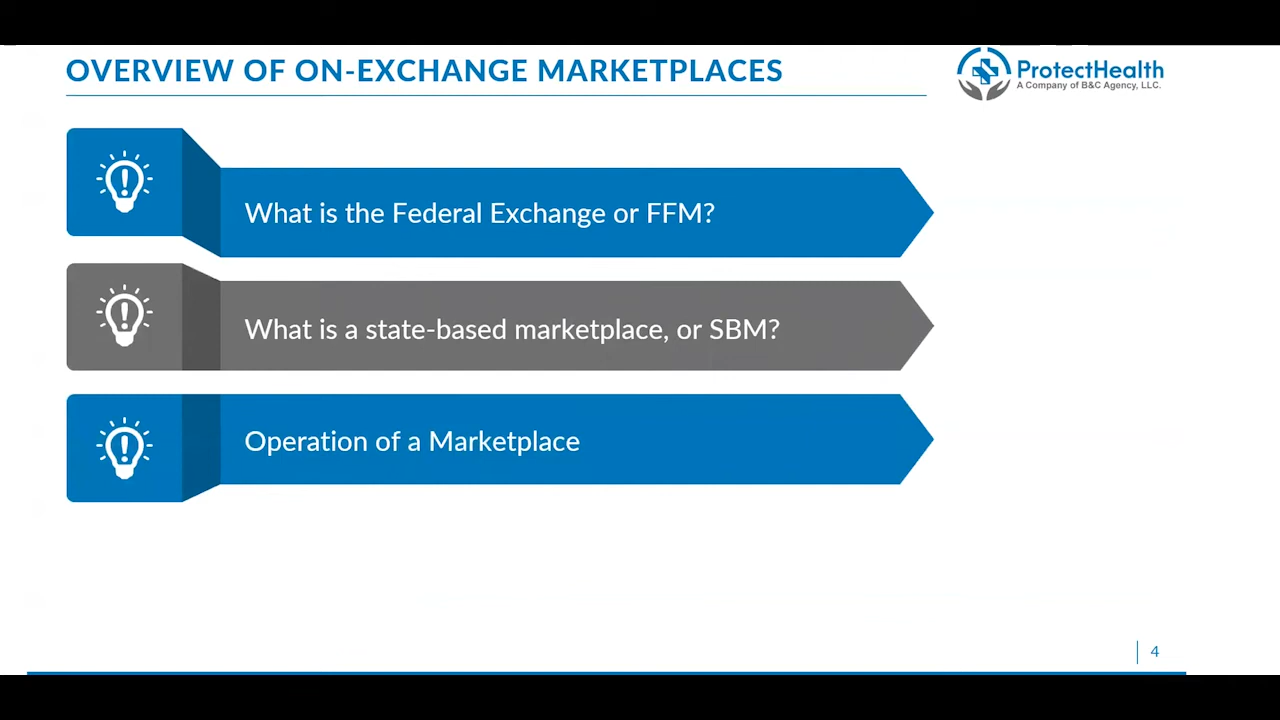 OVERVIEW OF ON-EXCHANGE MARKETPLACES
ProtectHealth
A Company of B&C Agency, LLC.
What is the Federal Exchange or FFM?
What is a state-based marketplace, or SBM?
Operation of a Marketplace
4